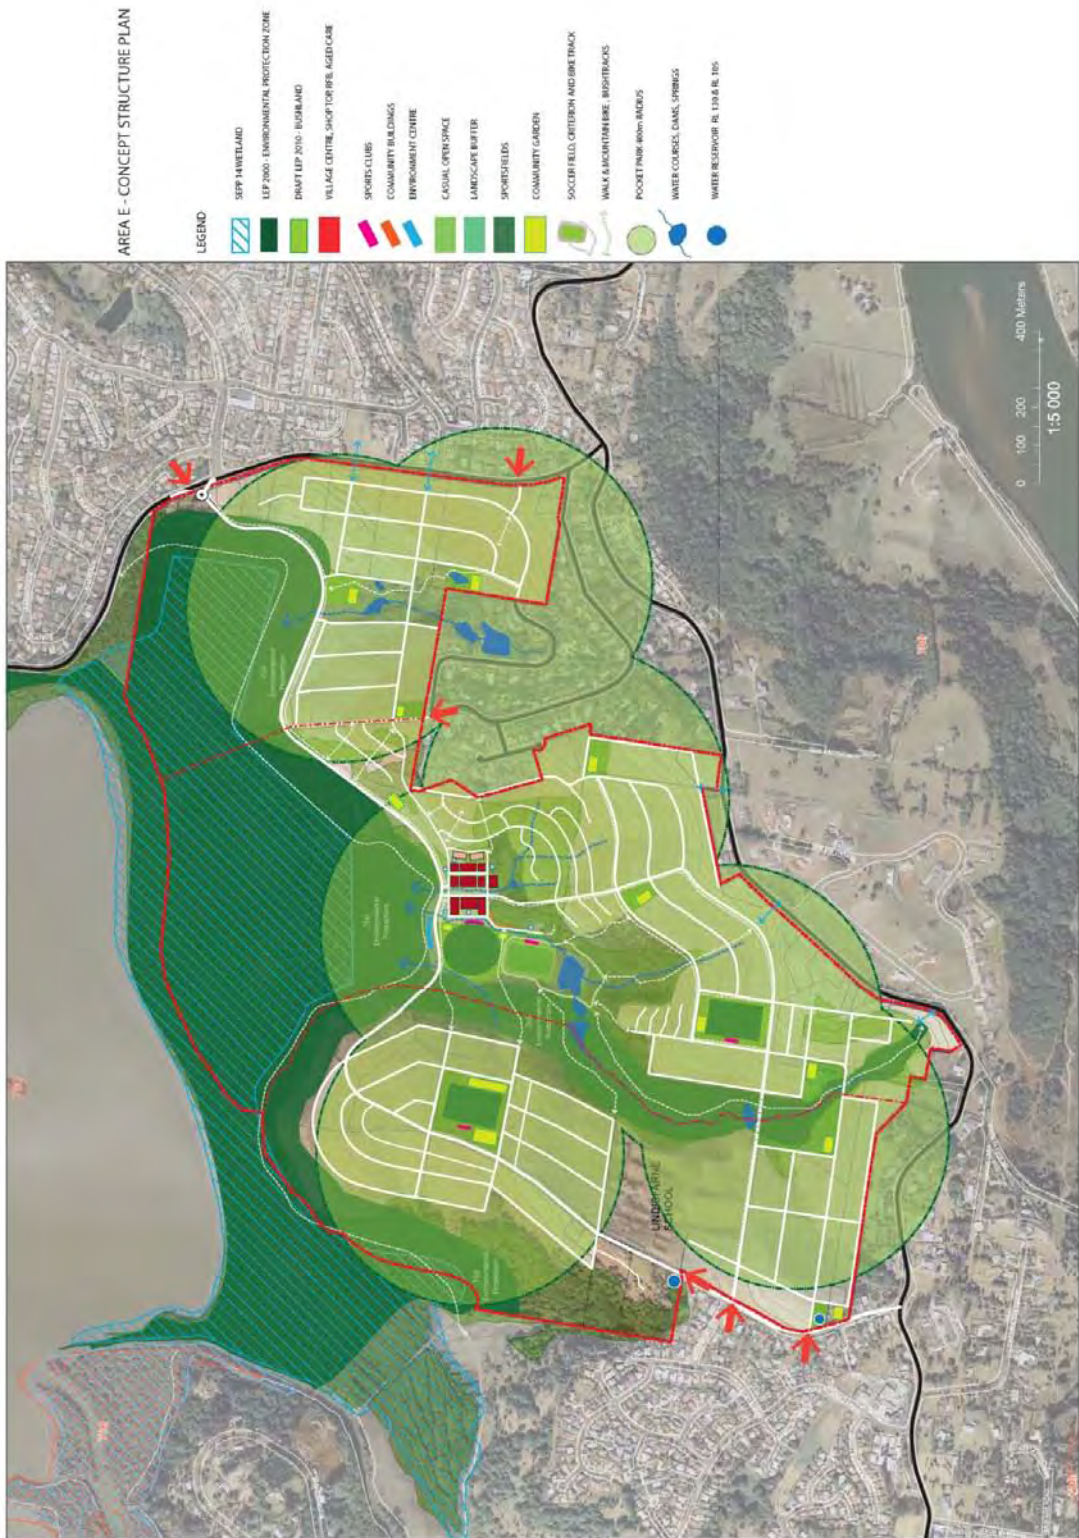 AREA E - CONCEPT STRUCTURE PLAN
LEGEND
SEPP 14 WETLAND
LEP 2000 - ENVIRONMENTAL PROTECTION ZONE
DRAFT LEP 2010 - BUSHLAND
VILLAGE CENTRE, SHOP TOP, RFB, AGED CARE
SPORTS CLUBS
COMMUNITY BUILDINGS
ENVIRONMENT CENTRE
CASUAL OPEN SPACE
LANDSCAPE BUFFER
SPORTSFIELDS
COMMUNITY GARDEN
SOCCER FIELD, CRITERION AND BIKE TRACK
WALK & MOUNTAIN BIKE, BUSHTRACKS
POCKET PARK 400m RADIUS
WATER COURSES, DAMS, SPRINGS
WATER RESERVOIR RL 130 & RL 105
SCHOOL
0 100 200 400 Meters
1:5 000